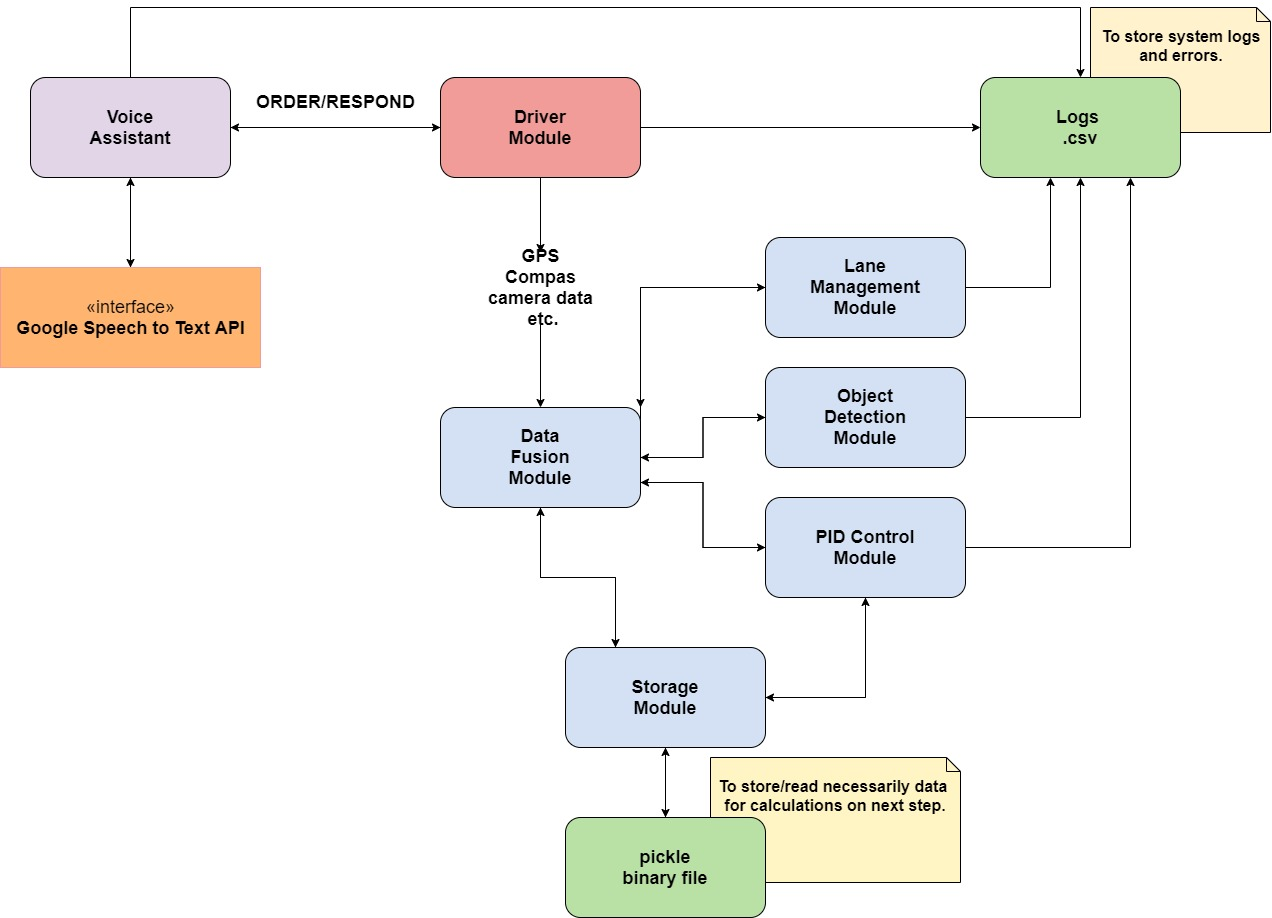 To store system logs
and errors.
Voice
Assistant
ORDER/RESPOND
Driver
Module
Logs
.csv
GPS
Compas
camera data
etc.
Lane
Management
Module
«interface»
Google Speech to Text API
Object
Detection
Module
Data
Fusion
Module
PID Control
Module
Storage
Module
To store/read necessarily data
for calculations on next step.
pickle
binary file